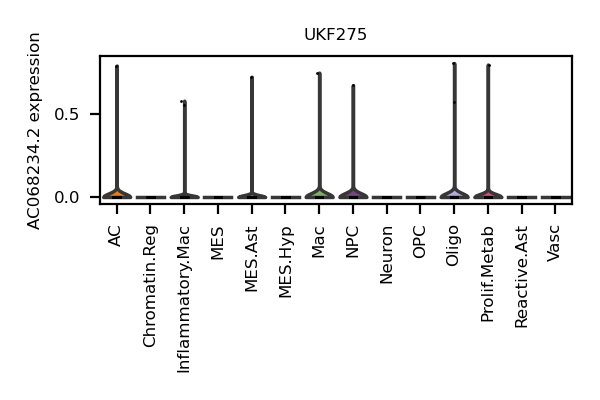 UKF275
AC068234.2 expression
0.5
0.0
AC
Chromatin.Reg
Inflammatory.Mac
MES
MES.Ast
MES.Hyp
Mac
NPC
Neuron
OPC
Oligo
Prolif.Metab
Reactive.Ast
Vasc